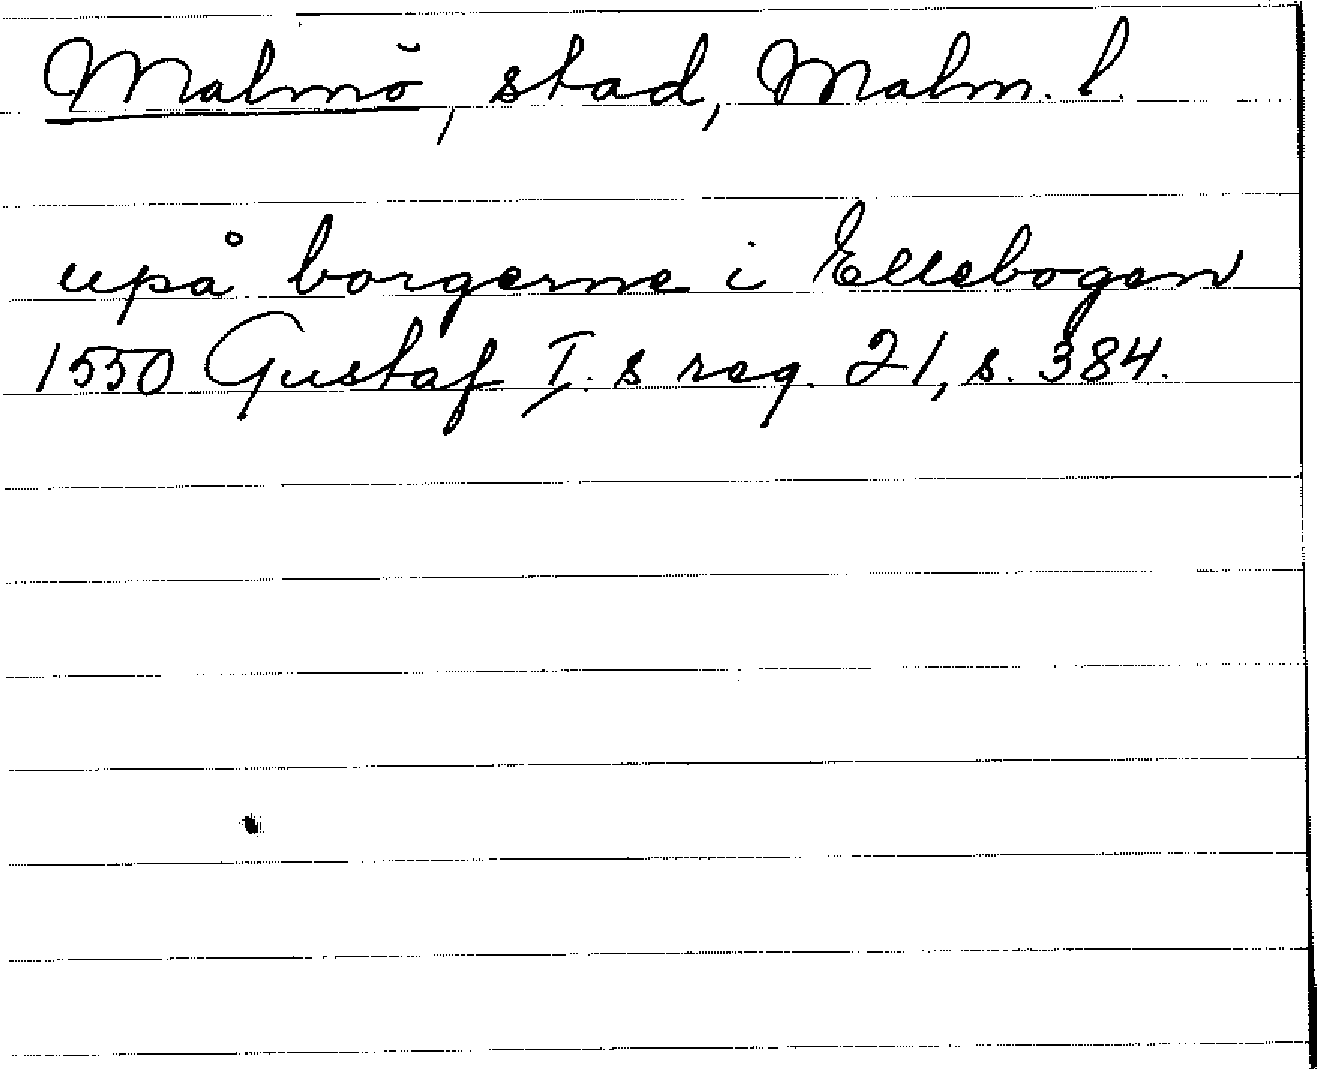 Malmö, stad, Malm. l.
upå borgerne i Ellebogen
1550 Gustaf I:s reg. 21, s. 384.